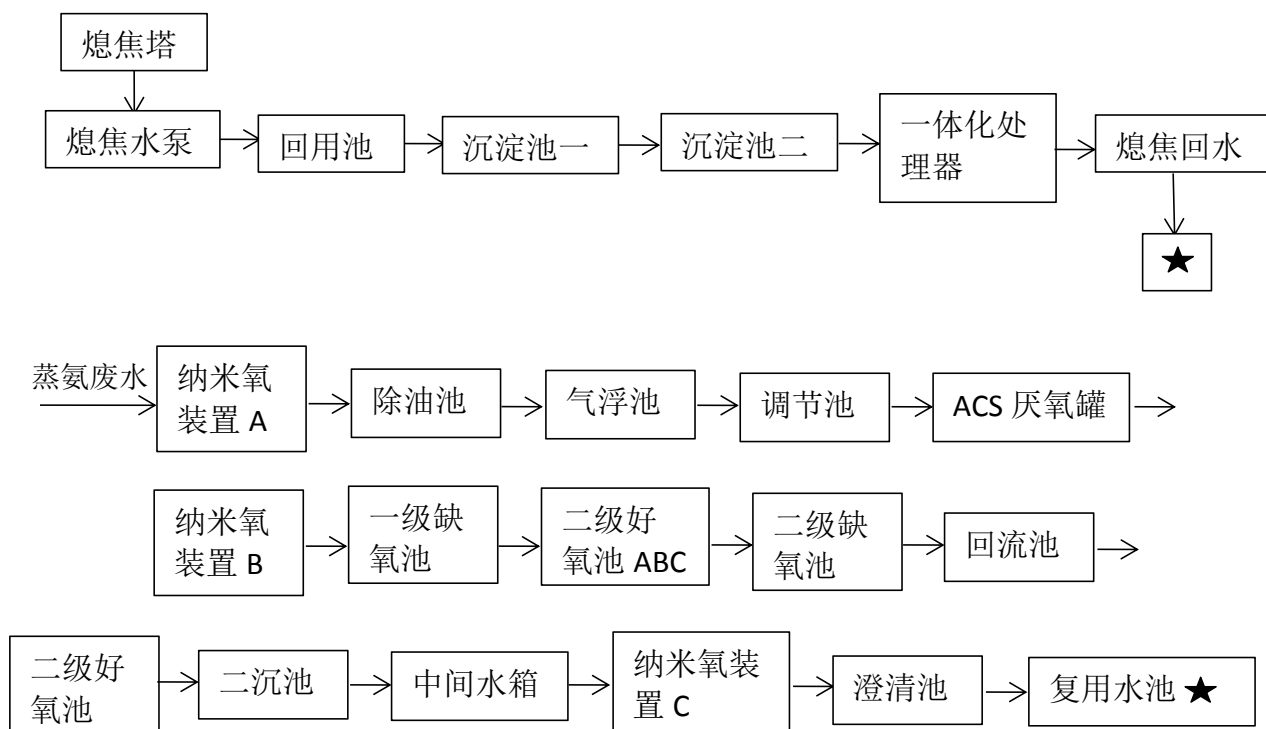 熄焦塔
熄焦水泵
回用池
沉淀池一
沉淀池二
一体化处
理器
熄焦回水
★
蒸氨废水
纳米氧
装置 A
除油池
气浮池
调节池
ACS 厌氧罐
纳米氧
装置 B
一级缺
氧池
二级好
氧池 ABC
二级缺
氧池
回流池
二级好
氧池
二沉池
中间水箱
纳米氧装
置 C
澄清池
复用水池 ★